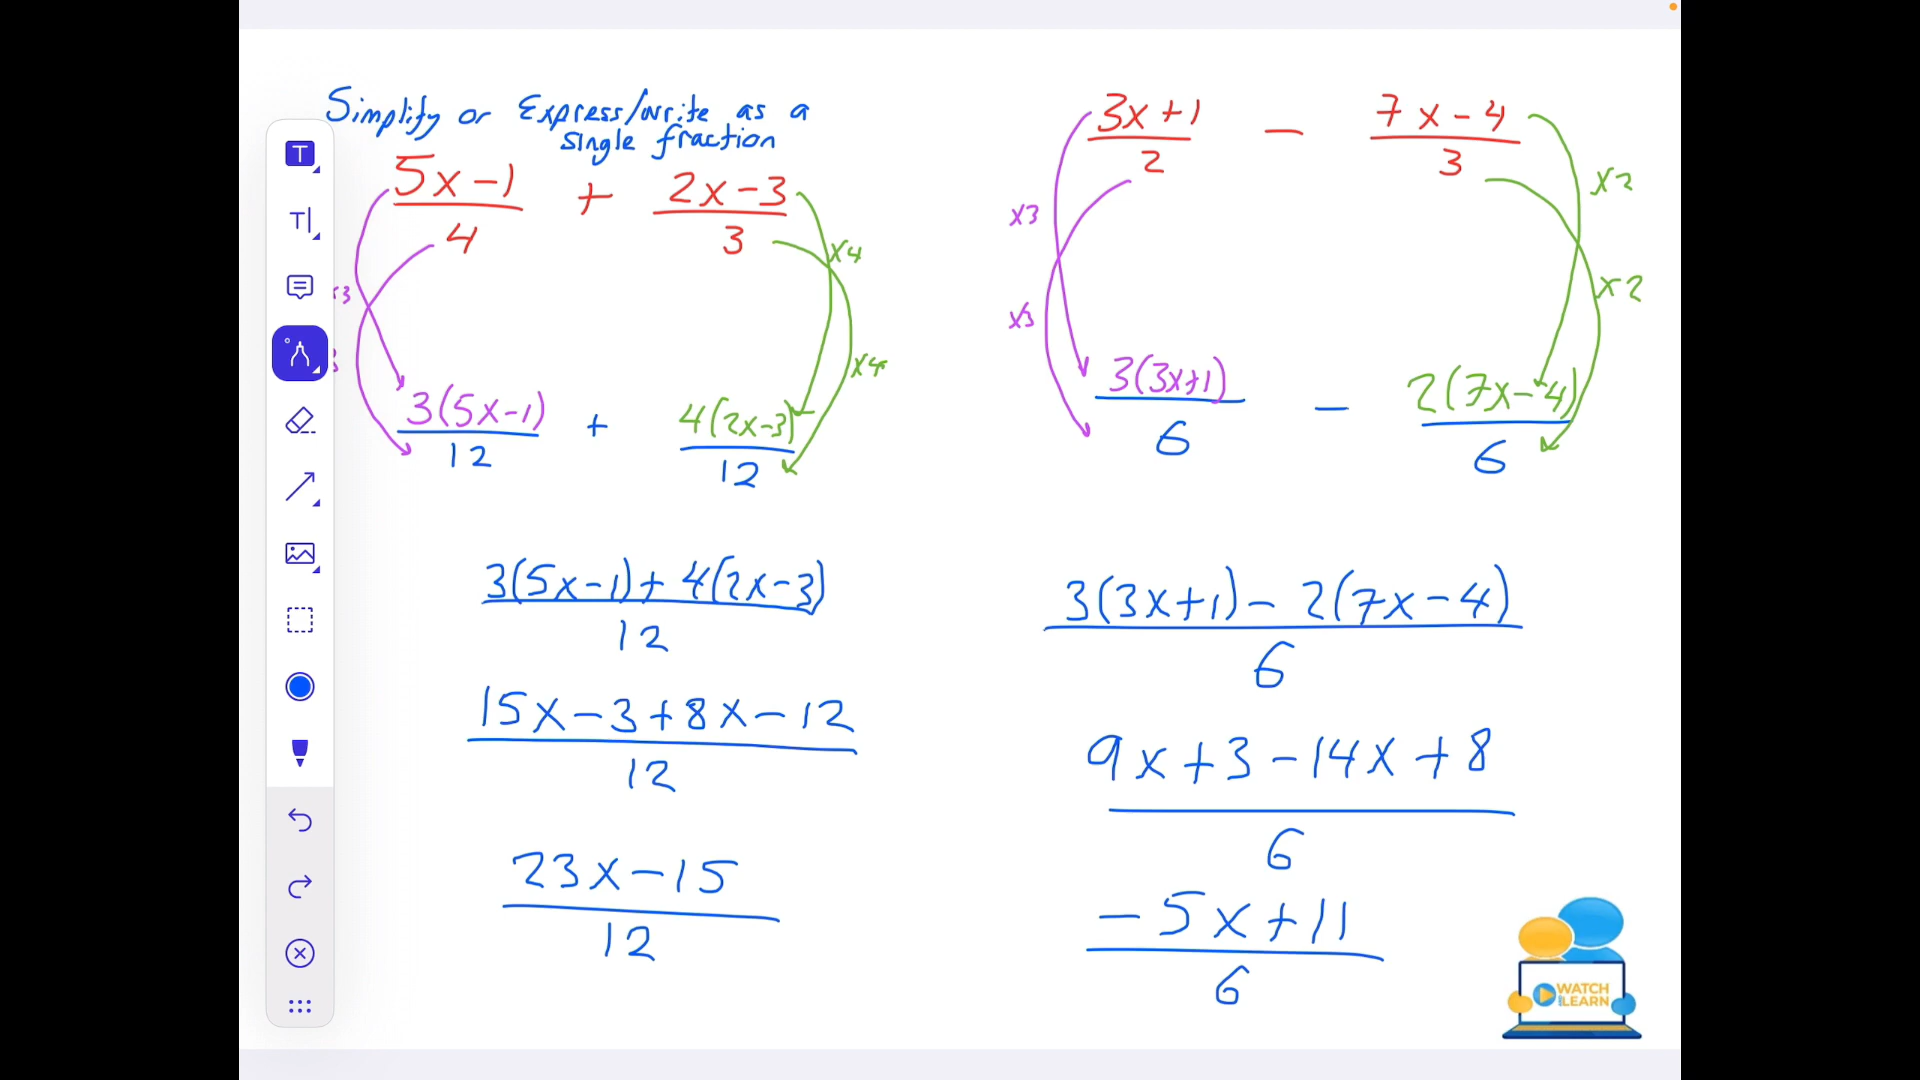 Simplify or Express/write as a
single fraction
5x-1/4 + 2x-3/3
x3
x4
x4
3(5x-1)/12 + 4(2x-3)/12
3(5x-1)+4(2x-3)/12
15x-3+8x-12/12
23x-15/12
3x+1/2 - 7x-4/3
x3
x2
x3
x2
3(3x+1)/6 - 2(7x-4)/6
3(3x+1)-2(7x-4)/6
9x+3-14x+8/6
-5x+11/6
WATCH
LEARN